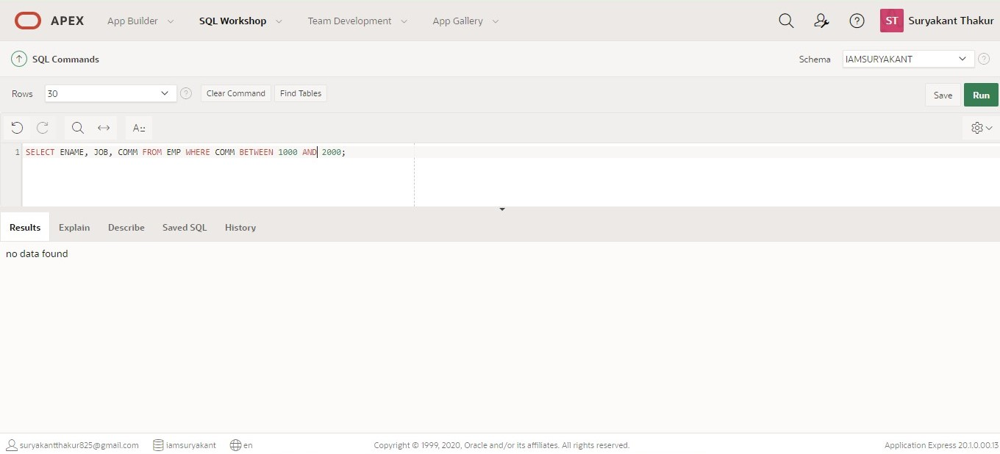 APEX App Builder SQL Workshop Team Development App Gallery ST Suryakant Thakur
SQL Commands Schema IAMSURYAKANT ?
Rows 30 ? Clear Command Find Tables Save Run
A
1 SELECT ENAME, JOB, COMM FROM EMP WHERE COMM BETWEEN 1000 AND 2000;
Results Explain Describe Saved SQL History
no data found
suryakantthakur825@gmail.com iamsuryakant en Copyright © 1999, 2020, Oracle and/or its affiliates. All rights reserved. Application Express 20.1.0.00.13